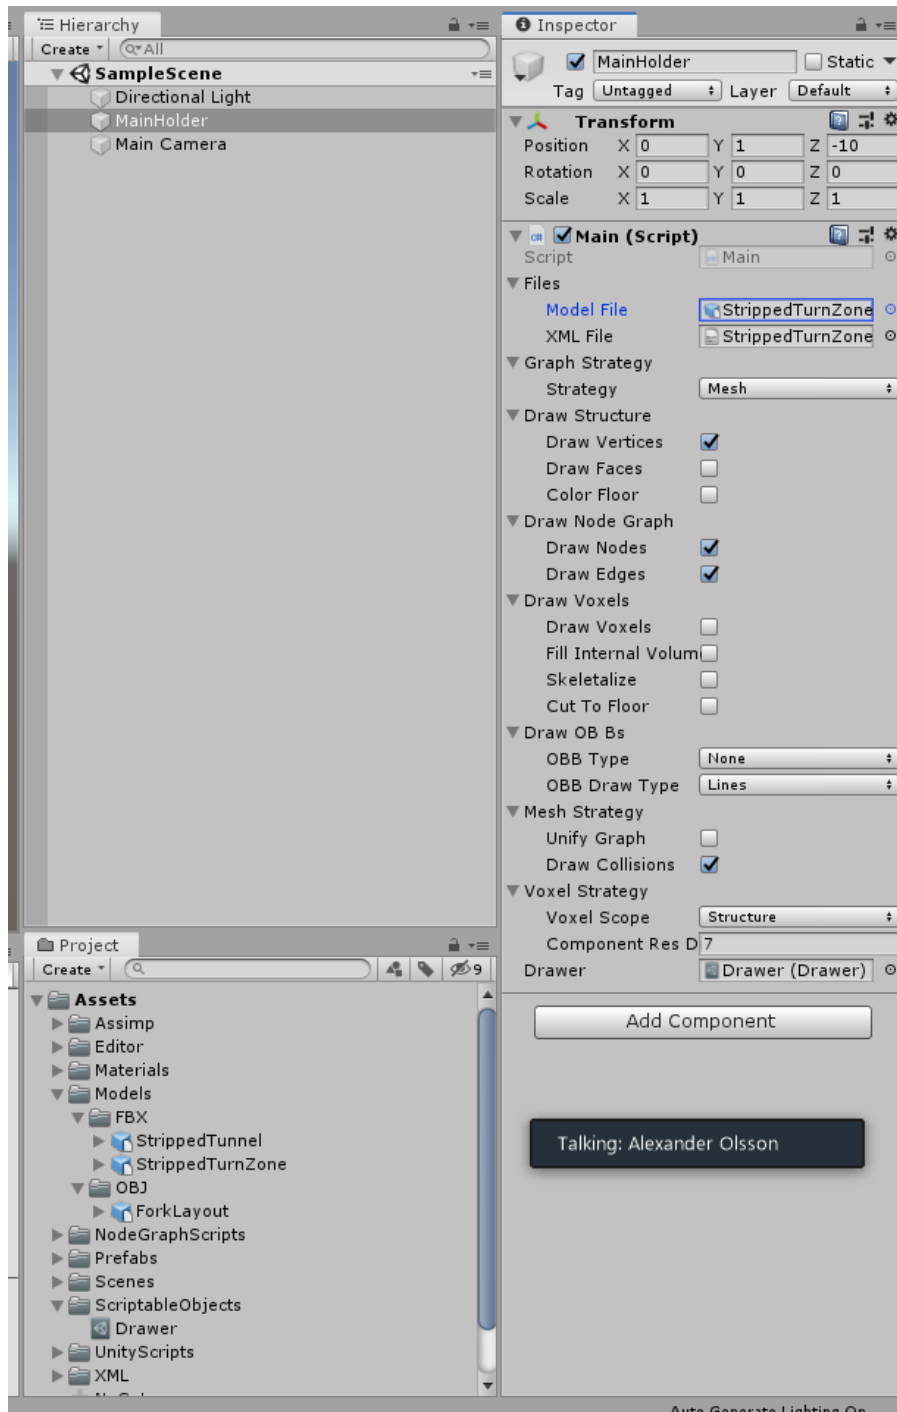 Hierarchy
Create
All
SampleScene
Directional Light
MainHolder
Main Camera
Project
Create
9
Assets
Assimp
Editor
Materials
Models
FBX
StrippedTunnel
StrippedTurnZone
OBJ
ForkLayout
NodeGraphScripts
Prefabs
Scenes
ScriptableObjects
Drawer
UnityScripts
XML
Inspector
MainHolder Static
Tag Untagged Layer Default
Transform
Position X 0 Y 1 Z -10
Rotation X 0 Y 0 Z 0
Scale X 1 Y 1 Z 1
c# Main (Script)
Script Main
Files
Model File StrippedTurnZone
XML File StrippedTurnZone
Graph Strategy
Strategy Mesh
Draw Structure
Draw Vertices
Draw Faces
Color Floor
Draw Node Graph
Draw Nodes
Draw Edges
Draw Voxels
Draw Voxels
Fill Internal Volum
Skeletalize
Cut To Floor
Draw OB Bs
OBB Type None
OBB Draw Type Lines
Mesh Strategy
Unify Graph
Draw Collisions
Voxel Strategy
Voxel Scope Structure
Component Res D 7
Drawer Drawer (Drawer)
Add Component
Talking: Alexander Olsson
Auto Generate Lighting On